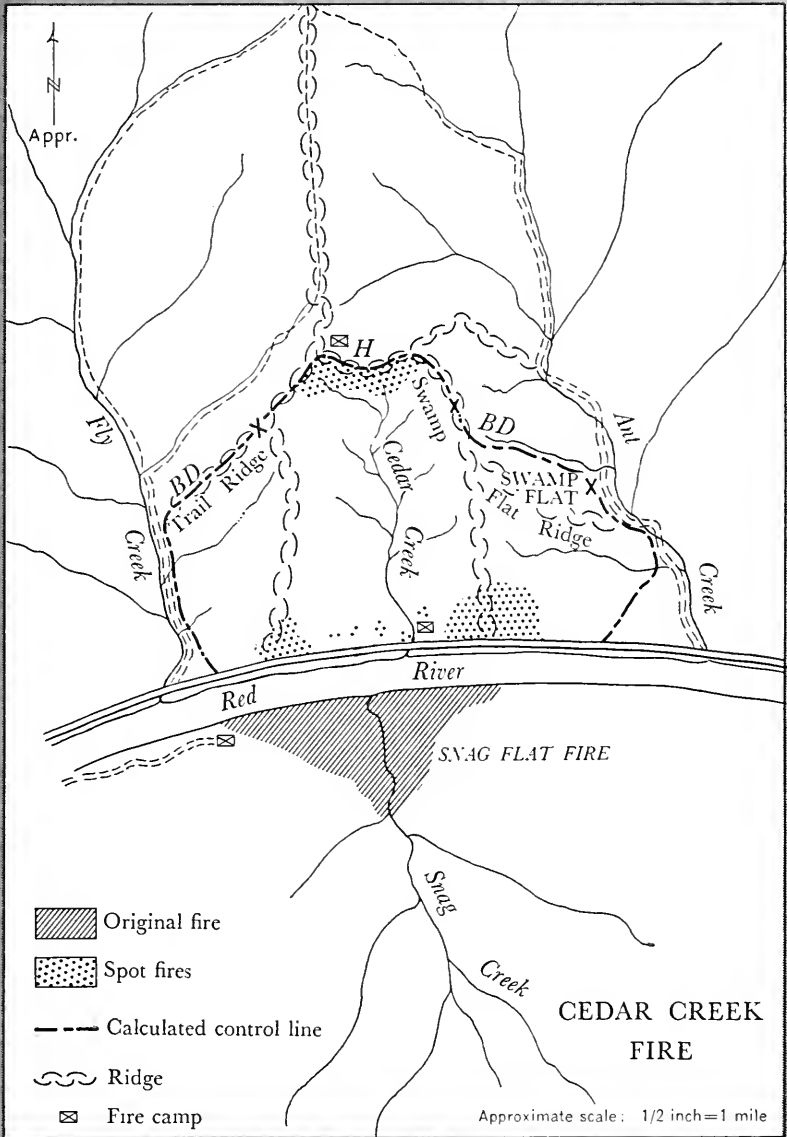 N
Appr.
H
Swamp
BD
Ant
Fly
Cedar
BD
Trail Ridge
SWAMP
FLAT
Flat
Ridge
Creek
Creek
Creek
Red
River
SNAG FLAT FIRE
Snag
Creek
Original fire
Spot fires
Calculated control line
Ridge
Fire camp
CEDAR CREEK
FIRE
Approximate scale: 1/2 inch=1 mile